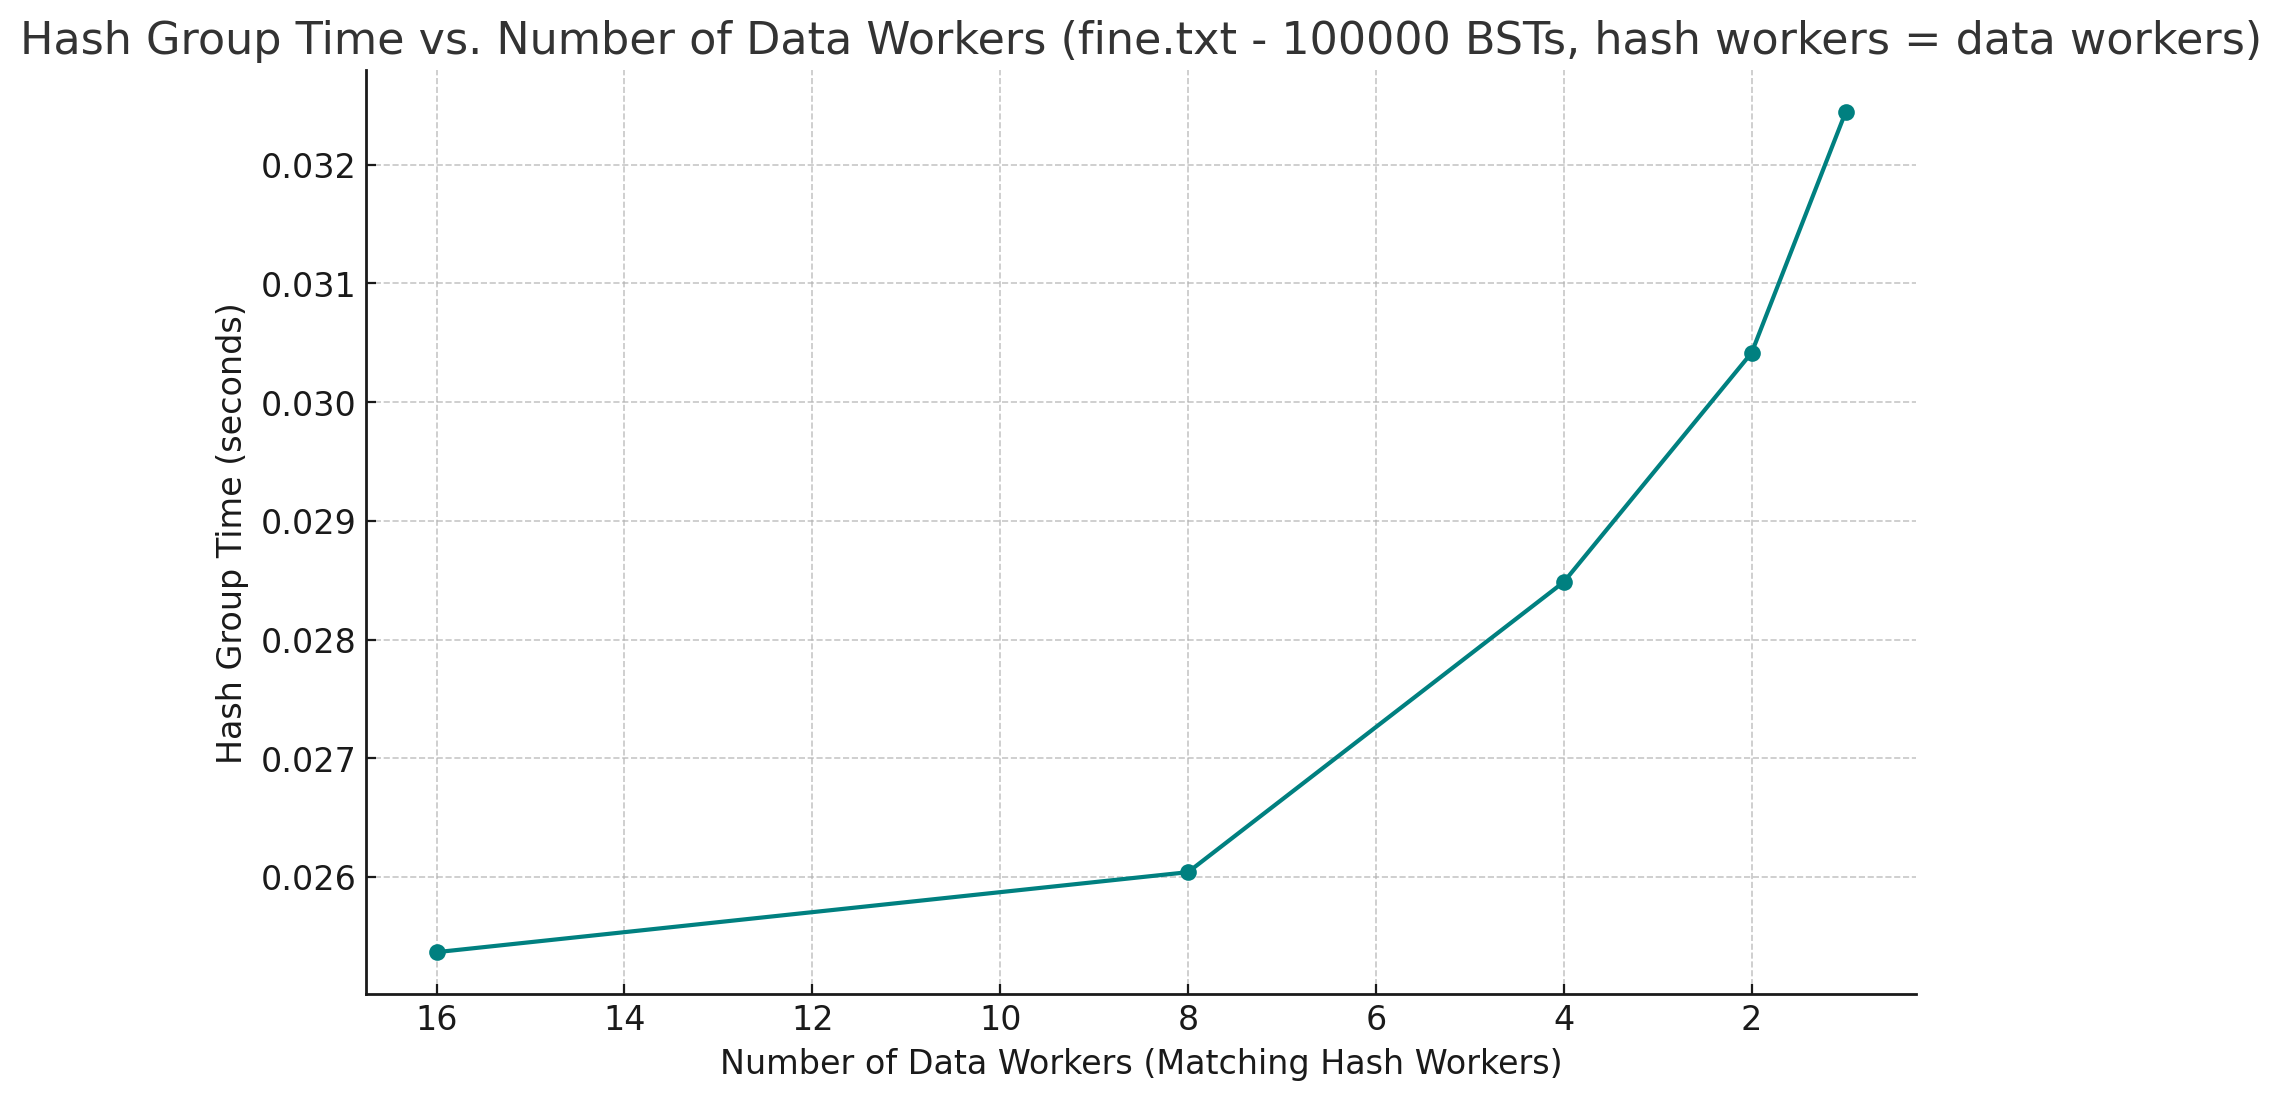 Hash Group Time vs. Number of Data Workers (fine.txt - 100000 BSTs, hash workers = data workers)
Hash Group Time (seconds)
0.032
0.031
0.030
0.029
0.028
0.027
0.026
16 14 12 10 8 6 4 2
Number of Data Workers (Matching Hash Workers)